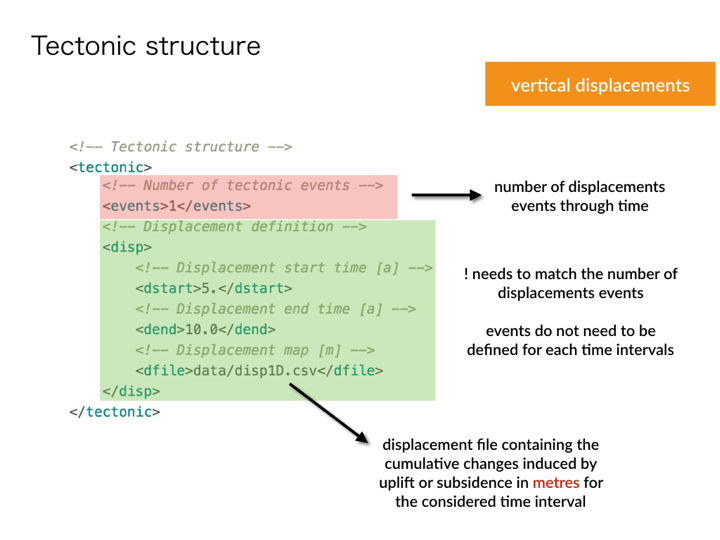 Tectonic structure
vertical displacements
<!-- Tectonic structure -->
<tectonic>
<!-- Number of tectonic events -->
<events>1</events>
<!-- Displacement definition -->
<disp>
<!-- Displacement start time [a] -->
<dstart>5.</dstart>
<!-- Displacement end time [a] -->
<dend>10.0</dend>
<!-- Displacement map [m] -->
<dfile>data/disp1D.csv</dfile>
</disp>
</tectonic>
number of displacements
events through time
! needs to match the number of
displacements events
events do not need to be
defined for each time intervals
displacement file containing the
cumulative changes induced by
uplift or subsidence in metres for
the considered time interval